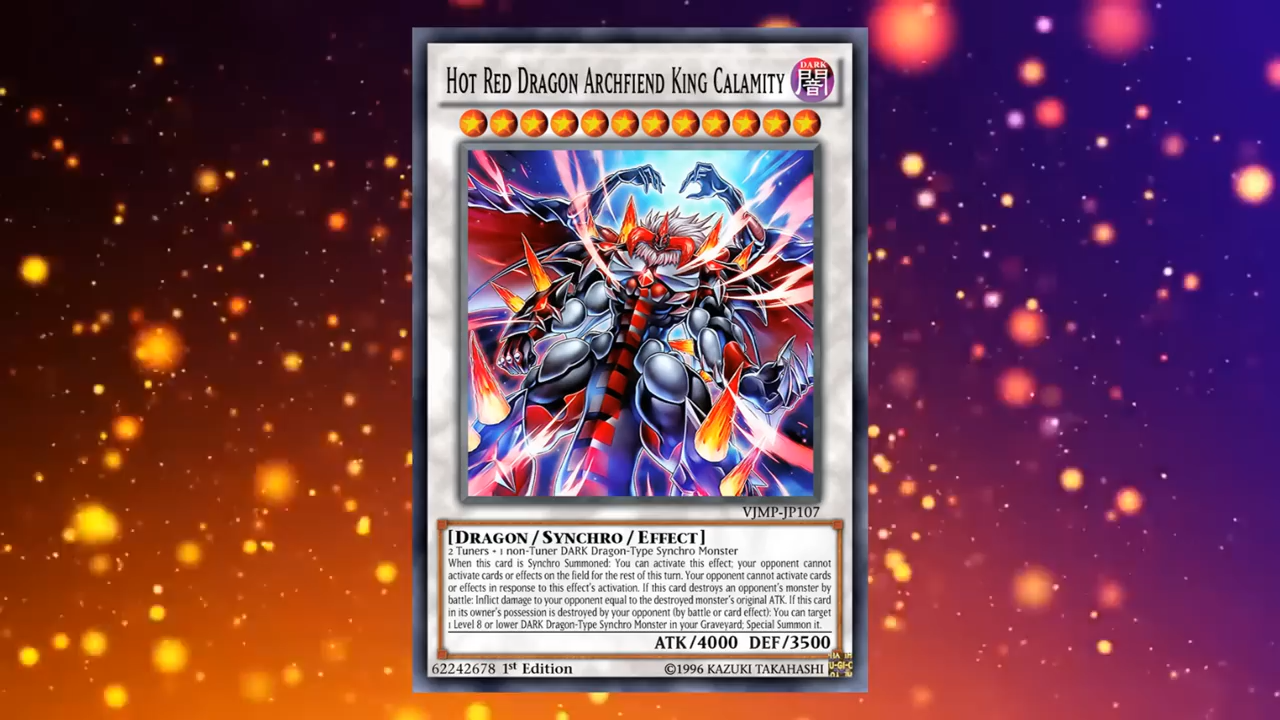 Hot Red Dragon Archfiend King Calamity
DARK
闇
VJMP-JP107
[Dragon / Synchro / Effect]
2 Tuners + 1 non-Tuner DARK Dragon-Type Synchro Monster
When this card is Synchro Summoned: You can activate this effect; your opponent cannot
activate cards or effects on the field for the rest of this turn. Your opponent cannot activate cards
or effects in response to this effect's activation. If this card destroys an opponent's monster by
battle: Inflict damage to your opponent equal to the destroyed monster's original ATK. If this card
in its owner's possession is destroyed by your opponent (by battle or card effect): You can target
1 Level 8 or lower DARK Dragon-Type Synchro Monster in your Graveyard; Special Summon it.
ATK/4000 DEF/3500
62242678 1st Edition
©1996 KAZUKI TAKAHASHI